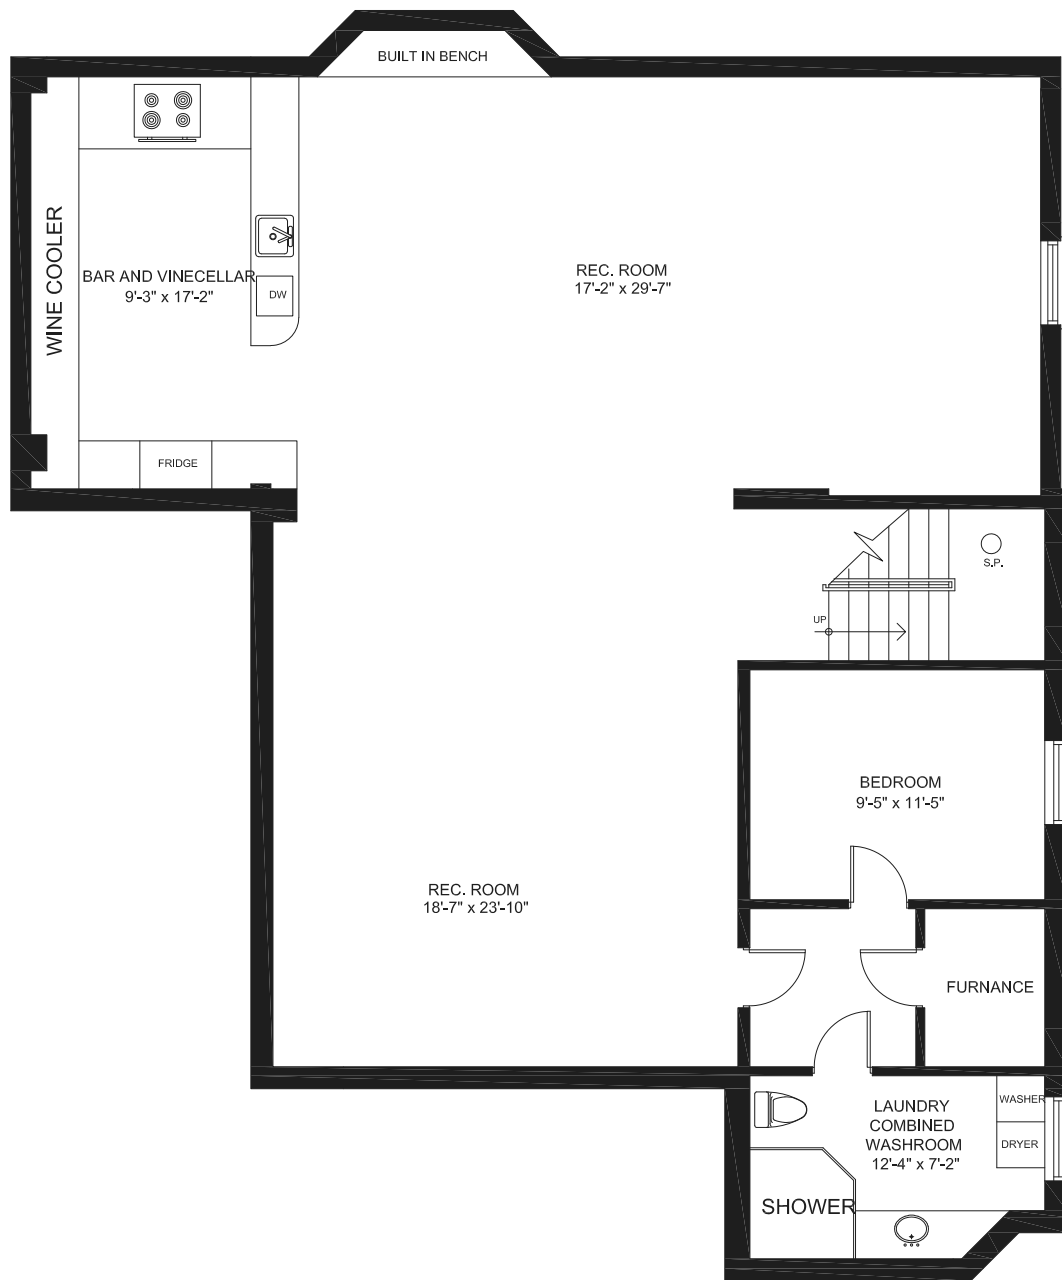 BUILT IN BENCH
WINE COOLER
BAR AND VINECELLAR
9'-3" x 17'-2"
DW
REC. ROOM
17'-2" x 29'-7"
FRIDGE
S.P.
UP
BEDROOM
9'-5" x 11'-5"
REC. ROOM
18'-7" x 23'-10"
FURNANCE
LAUNDRY
COMBINED
WASHROOM
12'-4" x 7'-2"
WASHER
DRYER
SHOWER